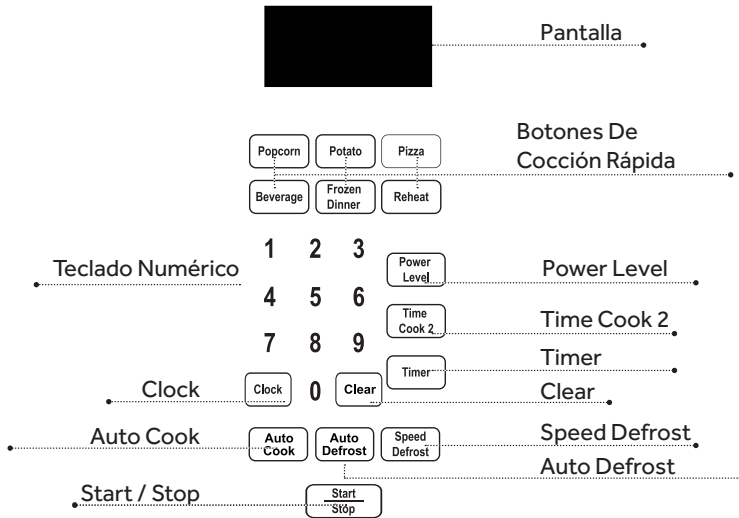 Pantalla
Botones De
Cocción Rápida
Popcorn Potato Pizza
Beverage Frozen Dinner Reheat
Teclado Numérico
1 2 3
Power Level
Power Level
4 5 6
Time Cook 2
Time Cook 2
7 8 9
Timer
Timer
Clock
Clock 0 Clear
Clear
Auto Cook
Auto Cook
Auto Defrost
Speed Defrost
Speed Defrost
Auto Defrost
Start / Stop
Start
Stop